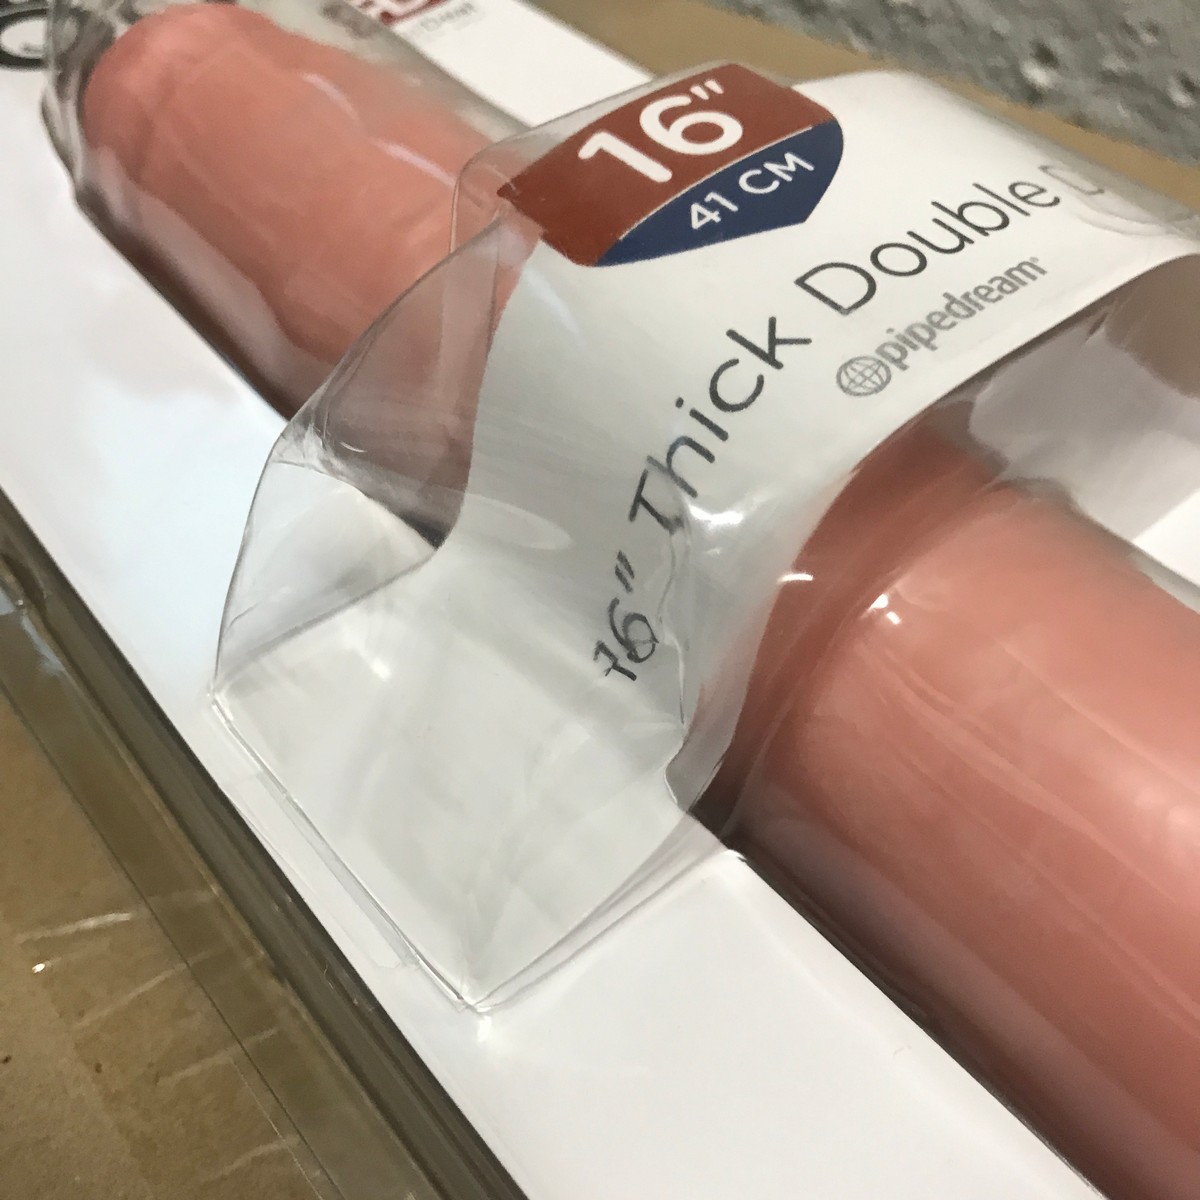 16"
41 CM
16" Thick Double D
pipedream®